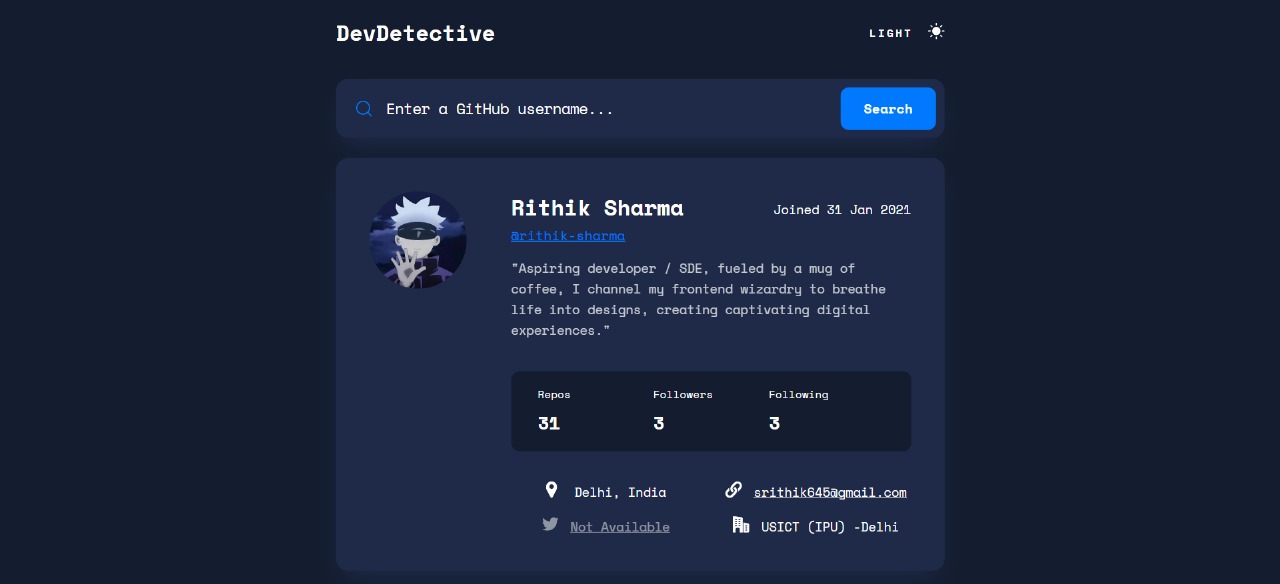 DevDetective
LIGHT
Enter a GitHub username...
Search
Rithik Sharma
Joined 31 Jan 2021
@rithik-sharma
"Aspiring developer / SDE, fueled by a mug of
coffee, I channel my frontend wizardry to breathe
life into designs, creating captivating digital
experiences."
Repos Followers Following
31 3 3
Delhi, India
srithik645@gmail.com
Not Available
USICT (IPU) -Delhi